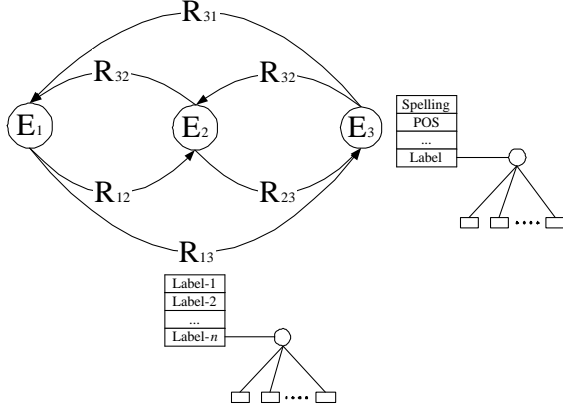 R31
R32 R32
E1 E2 E3
R12 R23
R13
Spelling
POS
...
Label
....
Label-1
Label-2
...
Label-n
....